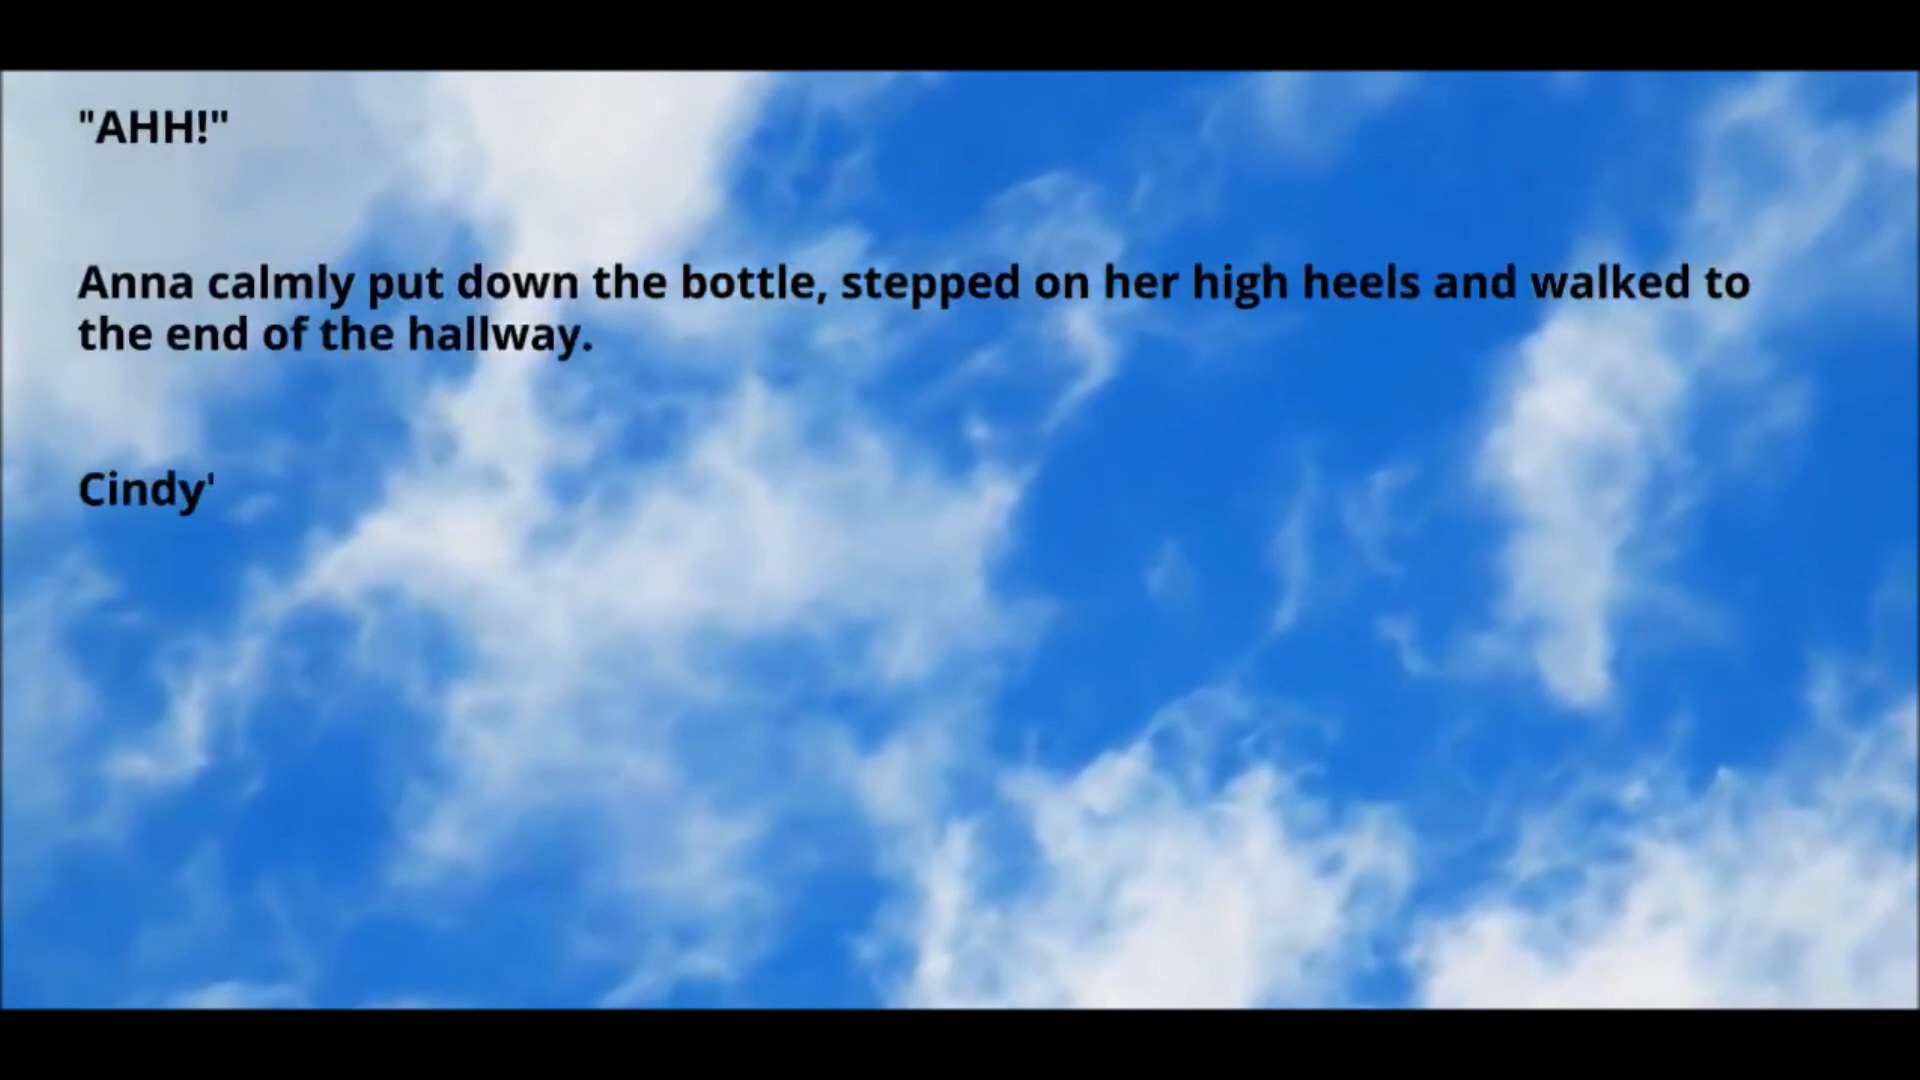 "AHH!"
Anna calmly put down the bottle, stepped on her high heels and walked to
the end of the hallway.
Cindy'